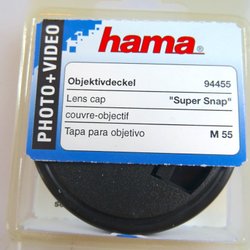 PHOTO+VIDEO
hama
Objektivdeckel 94455
Lens cap "Super Snap"
couvre-objectif
Tapa para objetivo M 55